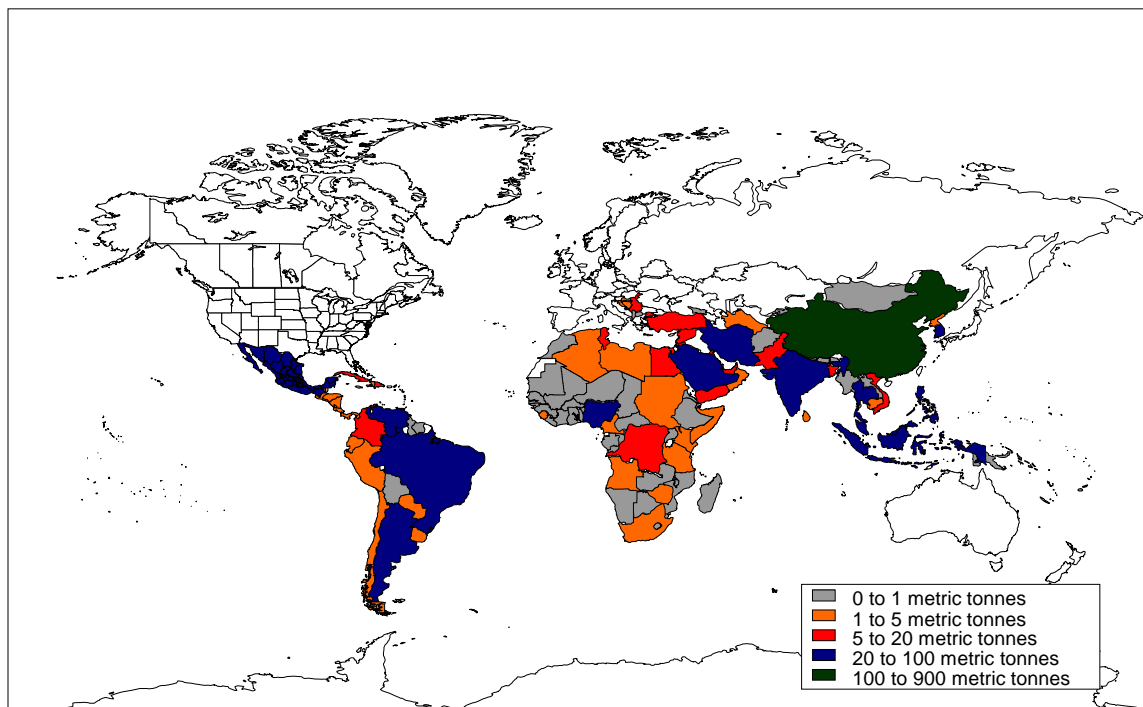 0 to 1 metric tonnes
1 to 5 metric tonnes
5 to 20 metric tonnes
20 to 100 metric tonnes
100 to 900 metric tonnes